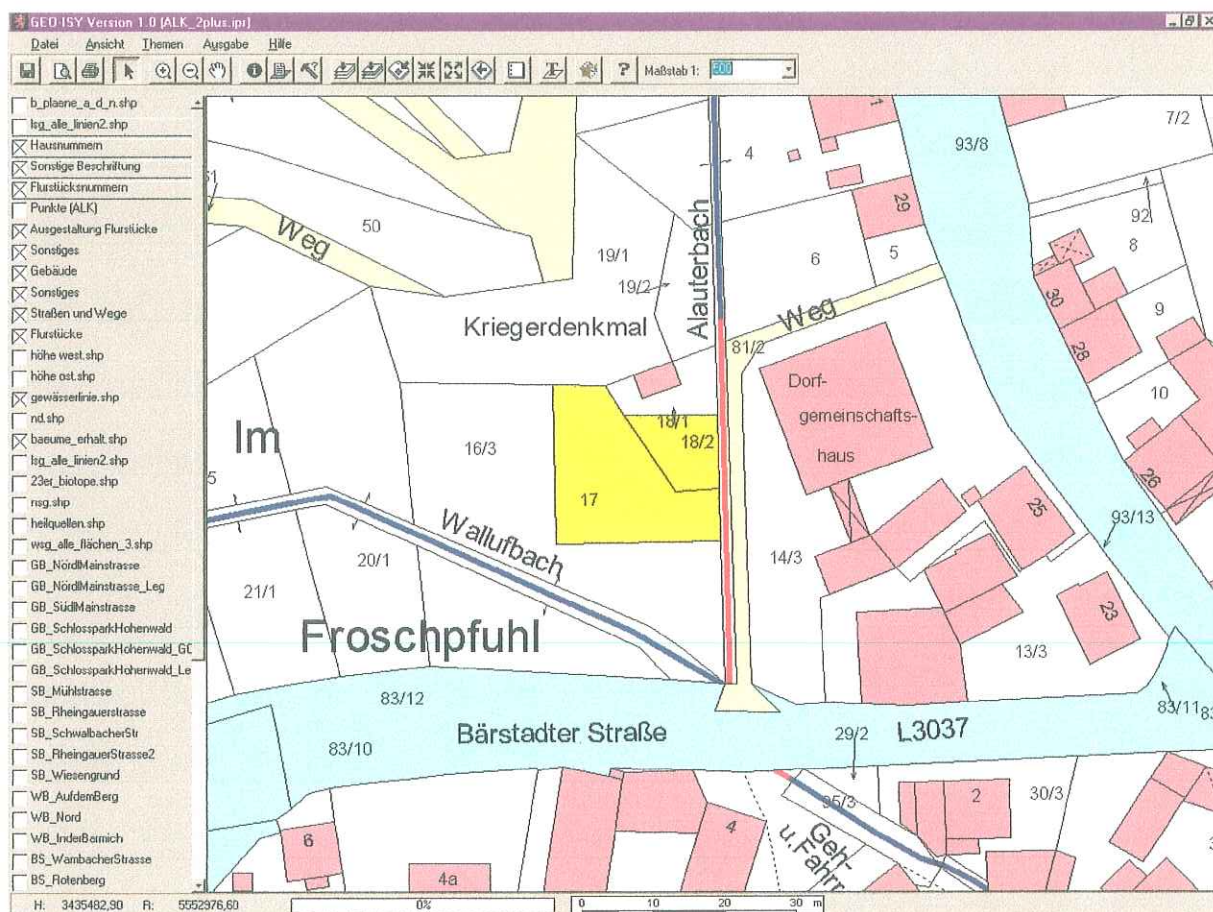 GEO-ISY Version 1.0 [ALK_2plus.ipr]
Datei Ansicht Themen Ausgabe Hilfe
Maßstab 1: 500
b_plaene_a_d_n.shp
lsg_alle_linien2.shp
Hausnummern
Sonstige Beschriftung
Flurstücksnummern
Punkte (ALK)
Ausgestaltung Flurstücke
Sonstiges
Gebäude
Sonstiges
Straßen und Wege
Flurstücke
höhe west.shp
höhe ost.shp
gewässerlinie.shp
nd.shp
baeume_erhalt.shp
lsg_alle_linien2.shp
23er_biotope.shp
nsg.shp
heilquellen.shp
wsg_alle_flächen_3.shp
GB_NördlMainstrasse
GB_NördlMainstrasse_Leg
GB_SüdlMainstrasse
GB_SchlossparkHohenwald
GB_SchlossparkHohenwald_GC
GB_SchlossparkHohenwald_Le
SB_Mühlstrasse
SB_Rheingauerstrasse
SB_SchwalbacherStr
SB_RheingauerStrasse2
SB_Wiesengrund
WB_AufdemBerg
WB_Nord
WB_InderBarmich
BS_WambacherStrasse
BS_Rotenberg
7/2
93/8
4
92
29
50
Weg
8
19/1
6
5
19/2
30
Alauterbach
Kriegerdenkmal
Weg
9
81/2
28
Dorf-
gemeinschafts-
haus
10
18/1
18/2
Im
16/3
26
17
25
93/13
Wallufbach
14/3
20/1
21/1
23
Froschpfuhl
13/3
83/12
83/11
Bärstadter Straße
L3037
29/2
83/10
95/3
2
30/3
Geh-
u.Fahrr
6
4
4a
H: 3435482,90 R: 5552976,60
0%
0 10 20 30 m